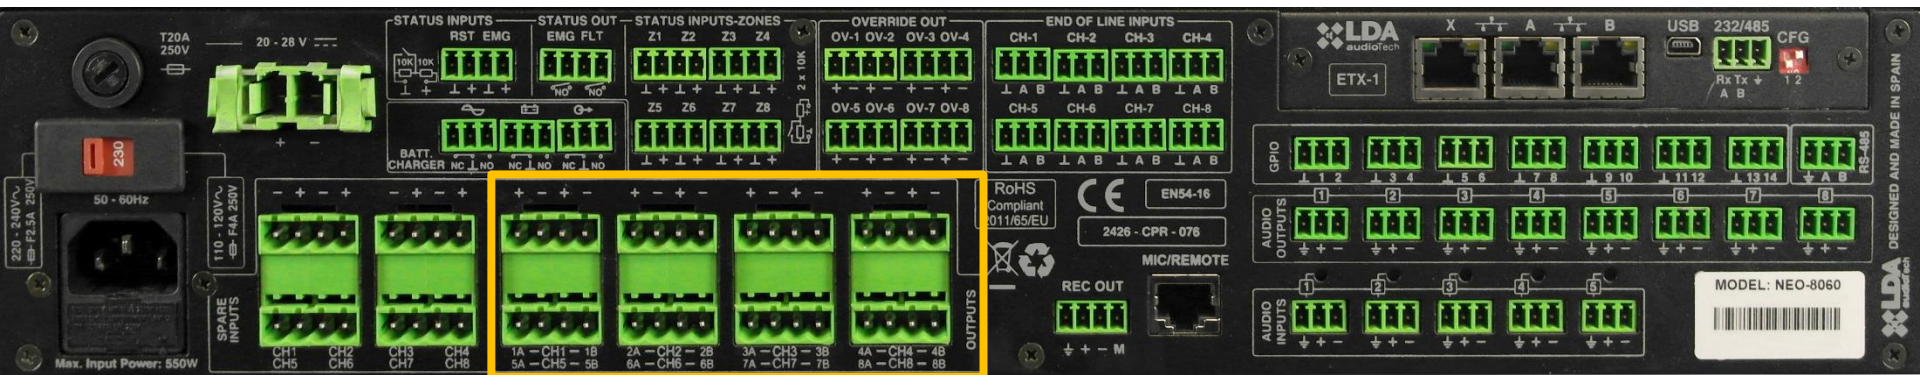 T20A
250V
20 - 28 V
+ -
230
50 - 60Hz
220 - 240V
F2.5A 250V
110 - 120V
F4A 250V
Max. Input Power: 550W
STATUS INPUTS
RST EMG
10K 10K
⊥ + ⊥ +
STATUS OUT
EMG FLT
NO NO
BATT.
CHARGER
NC ⊥ NO NC ⊥ NO NC ⊥ NO
STATUS INPUTS-ZONES
Z1 Z2 Z3 Z4
⊥ + ⊥ + ⊥ + ⊥ +
Z5 Z6 Z7 Z8
⊥ + ⊥ + ⊥ + ⊥ +
2 x 10K
OVERRIDE OUT
OV-1 OV-2 OV-3 OV-4
+ - + - + - + -
OV-5 OV-6 OV-7 OV-8
+ - + - + - + -
END OF LINE INPUTS
CH-1 CH-2 CH-3 CH-4
⊥ A B ⊥ A B ⊥ A B ⊥ A B
CH-5 CH-6 CH-7 CH-8
⊥ A B ⊥ A B ⊥ A B ⊥ A B
SPARE
INPUTS
- + - + - + - +
CH1 CH2 CH3 CH4
CH5 CH6 CH7 CH8
+ - + - + - + - + - + - + - + -
1A - CH1 - 1B 2A - CH2 - 2B 3A - CH3 - 3B 4A - CH4 - 4B
5A - CH5 - 5B 6A - CH6 - 6B 7A - CH7 - 7B 8A - CH8 - 8B
OUTPUTS
RoHS
Compliant
2011/65/EU
CE
EN54-16
2426 - CPR - 076
REC OUT
⏚ + - M
MIC/REMOTE
LDA
audioTech
ETX-1
X A B
USB
232/485
Rx Tx ⏚
A B
CFG
1 2
GPIO
⊥ 1 2 ⊥ 3 4 ⊥ 5 6 ⊥ 7 8 ⊥ 9 10 ⊥ 11 12 ⊥ 13 14
⏚ A B
RS-485
AUDIO
OUTPUTS
1 2 3 4 5 6 7 8
⏚ + - ⏚ + - ⏚ + - ⏚ + - ⏚ + - ⏚ + - ⏚ + - ⏚ + -
AUDIO
INPUTS
1 2 3 4 5
⏚ + - ⏚ + - ⏚ + - ⏚ + - ⏚ + -
MODEL: NEO-8060
DESIGNED AND MADE IN SPAIN
LDA
audioTech